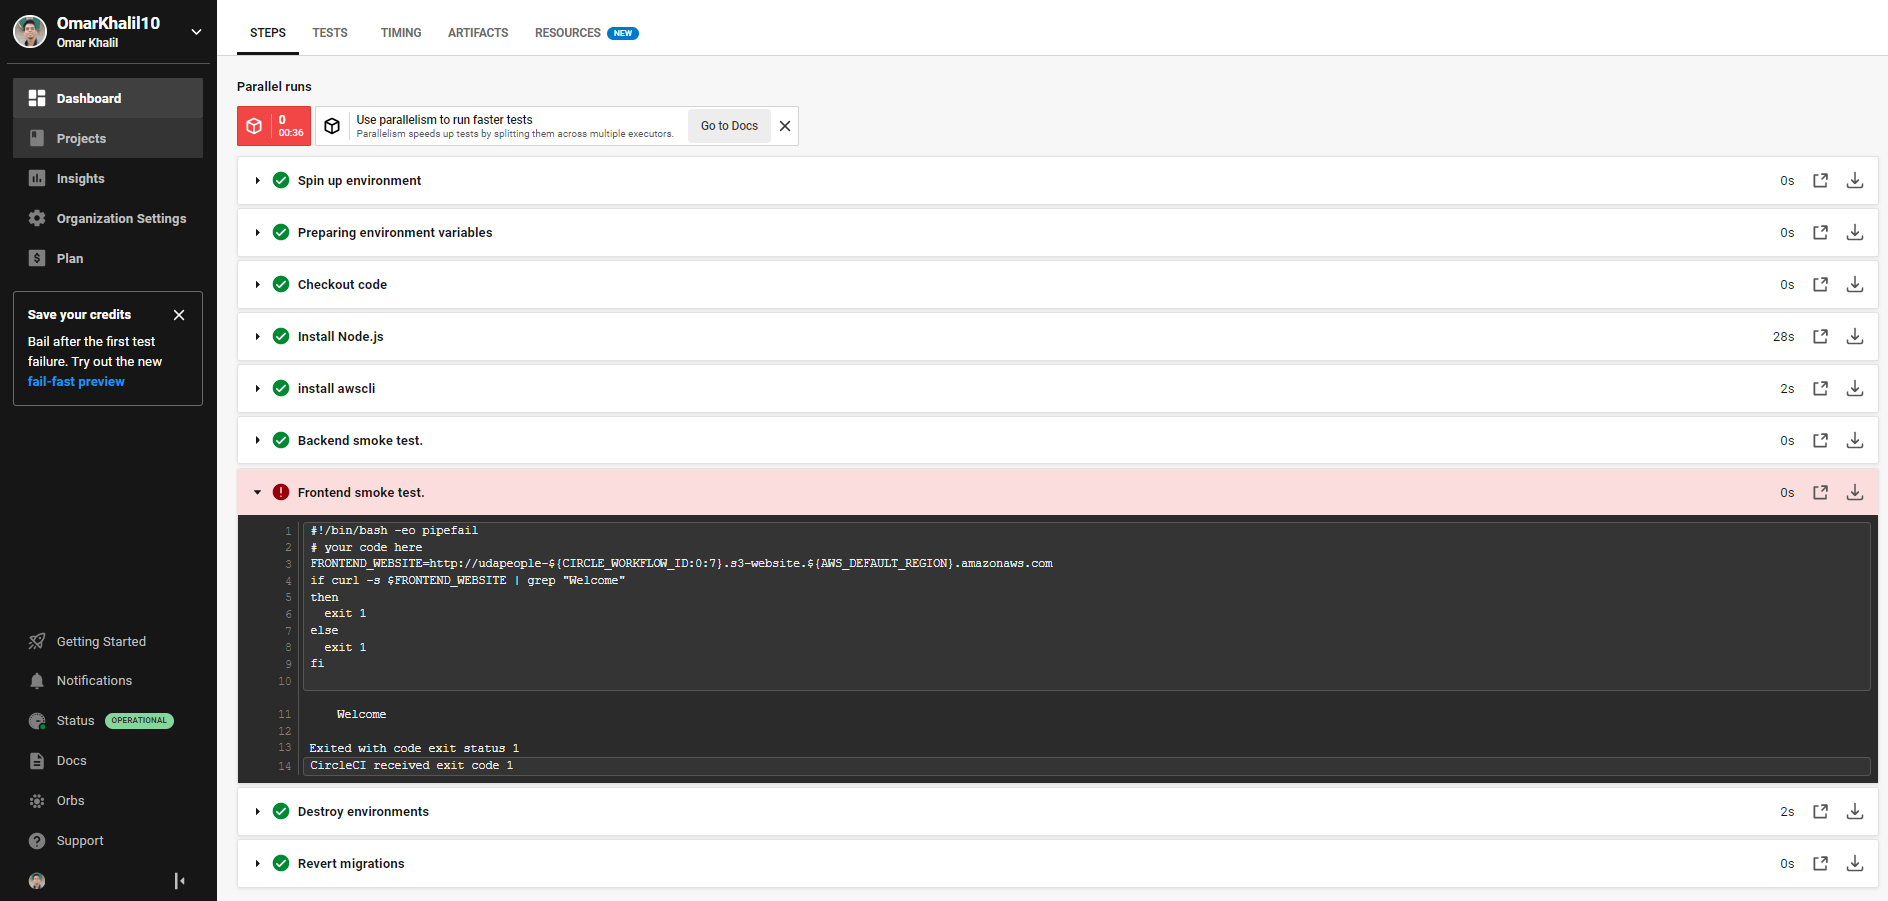 OmarKhalil10
Omar Khalil
Dashboard
Projects
Insights
Organization Settings
Plan
Save your credits
Bail after the first test
failure. Try out the new
fail-fast preview
Getting Started
Notifications
Status OPERATIONAL
Docs
Orbs
Support
STEPS TESTS TIMING ARTIFACTS RESOURCES NEW
Parallel runs
0
00:36
Use parallelism to run faster tests
Parallelism speeds up tests by splitting them across multiple executors.
Go to Docs
Spin up environment 0s
Preparing environment variables 0s
Checkout code 0s
Install Node.js 28s
install awscli 2s
Backend smoke test. 0s
Frontend smoke test. 0s
1 #!/bin/bash -eo pipefail
2 # your code here
3 FRONTEND_WEBSITE=http://udapeople-${CIRCLE_WORKFLOW_ID:0:7}.s3-website.${AWS_DEFAULT_REGION}.amazonaws.com
4 if curl -s $FRONTEND_WEBSITE | grep "Welcome"
5 then
6 exit 1
7 else
8 exit 1
9 fi
10
11 Welcome
12
13 Exited with code exit status 1
14 CircleCI received exit code 1
Destroy environments 2s
Revert migrations 0s